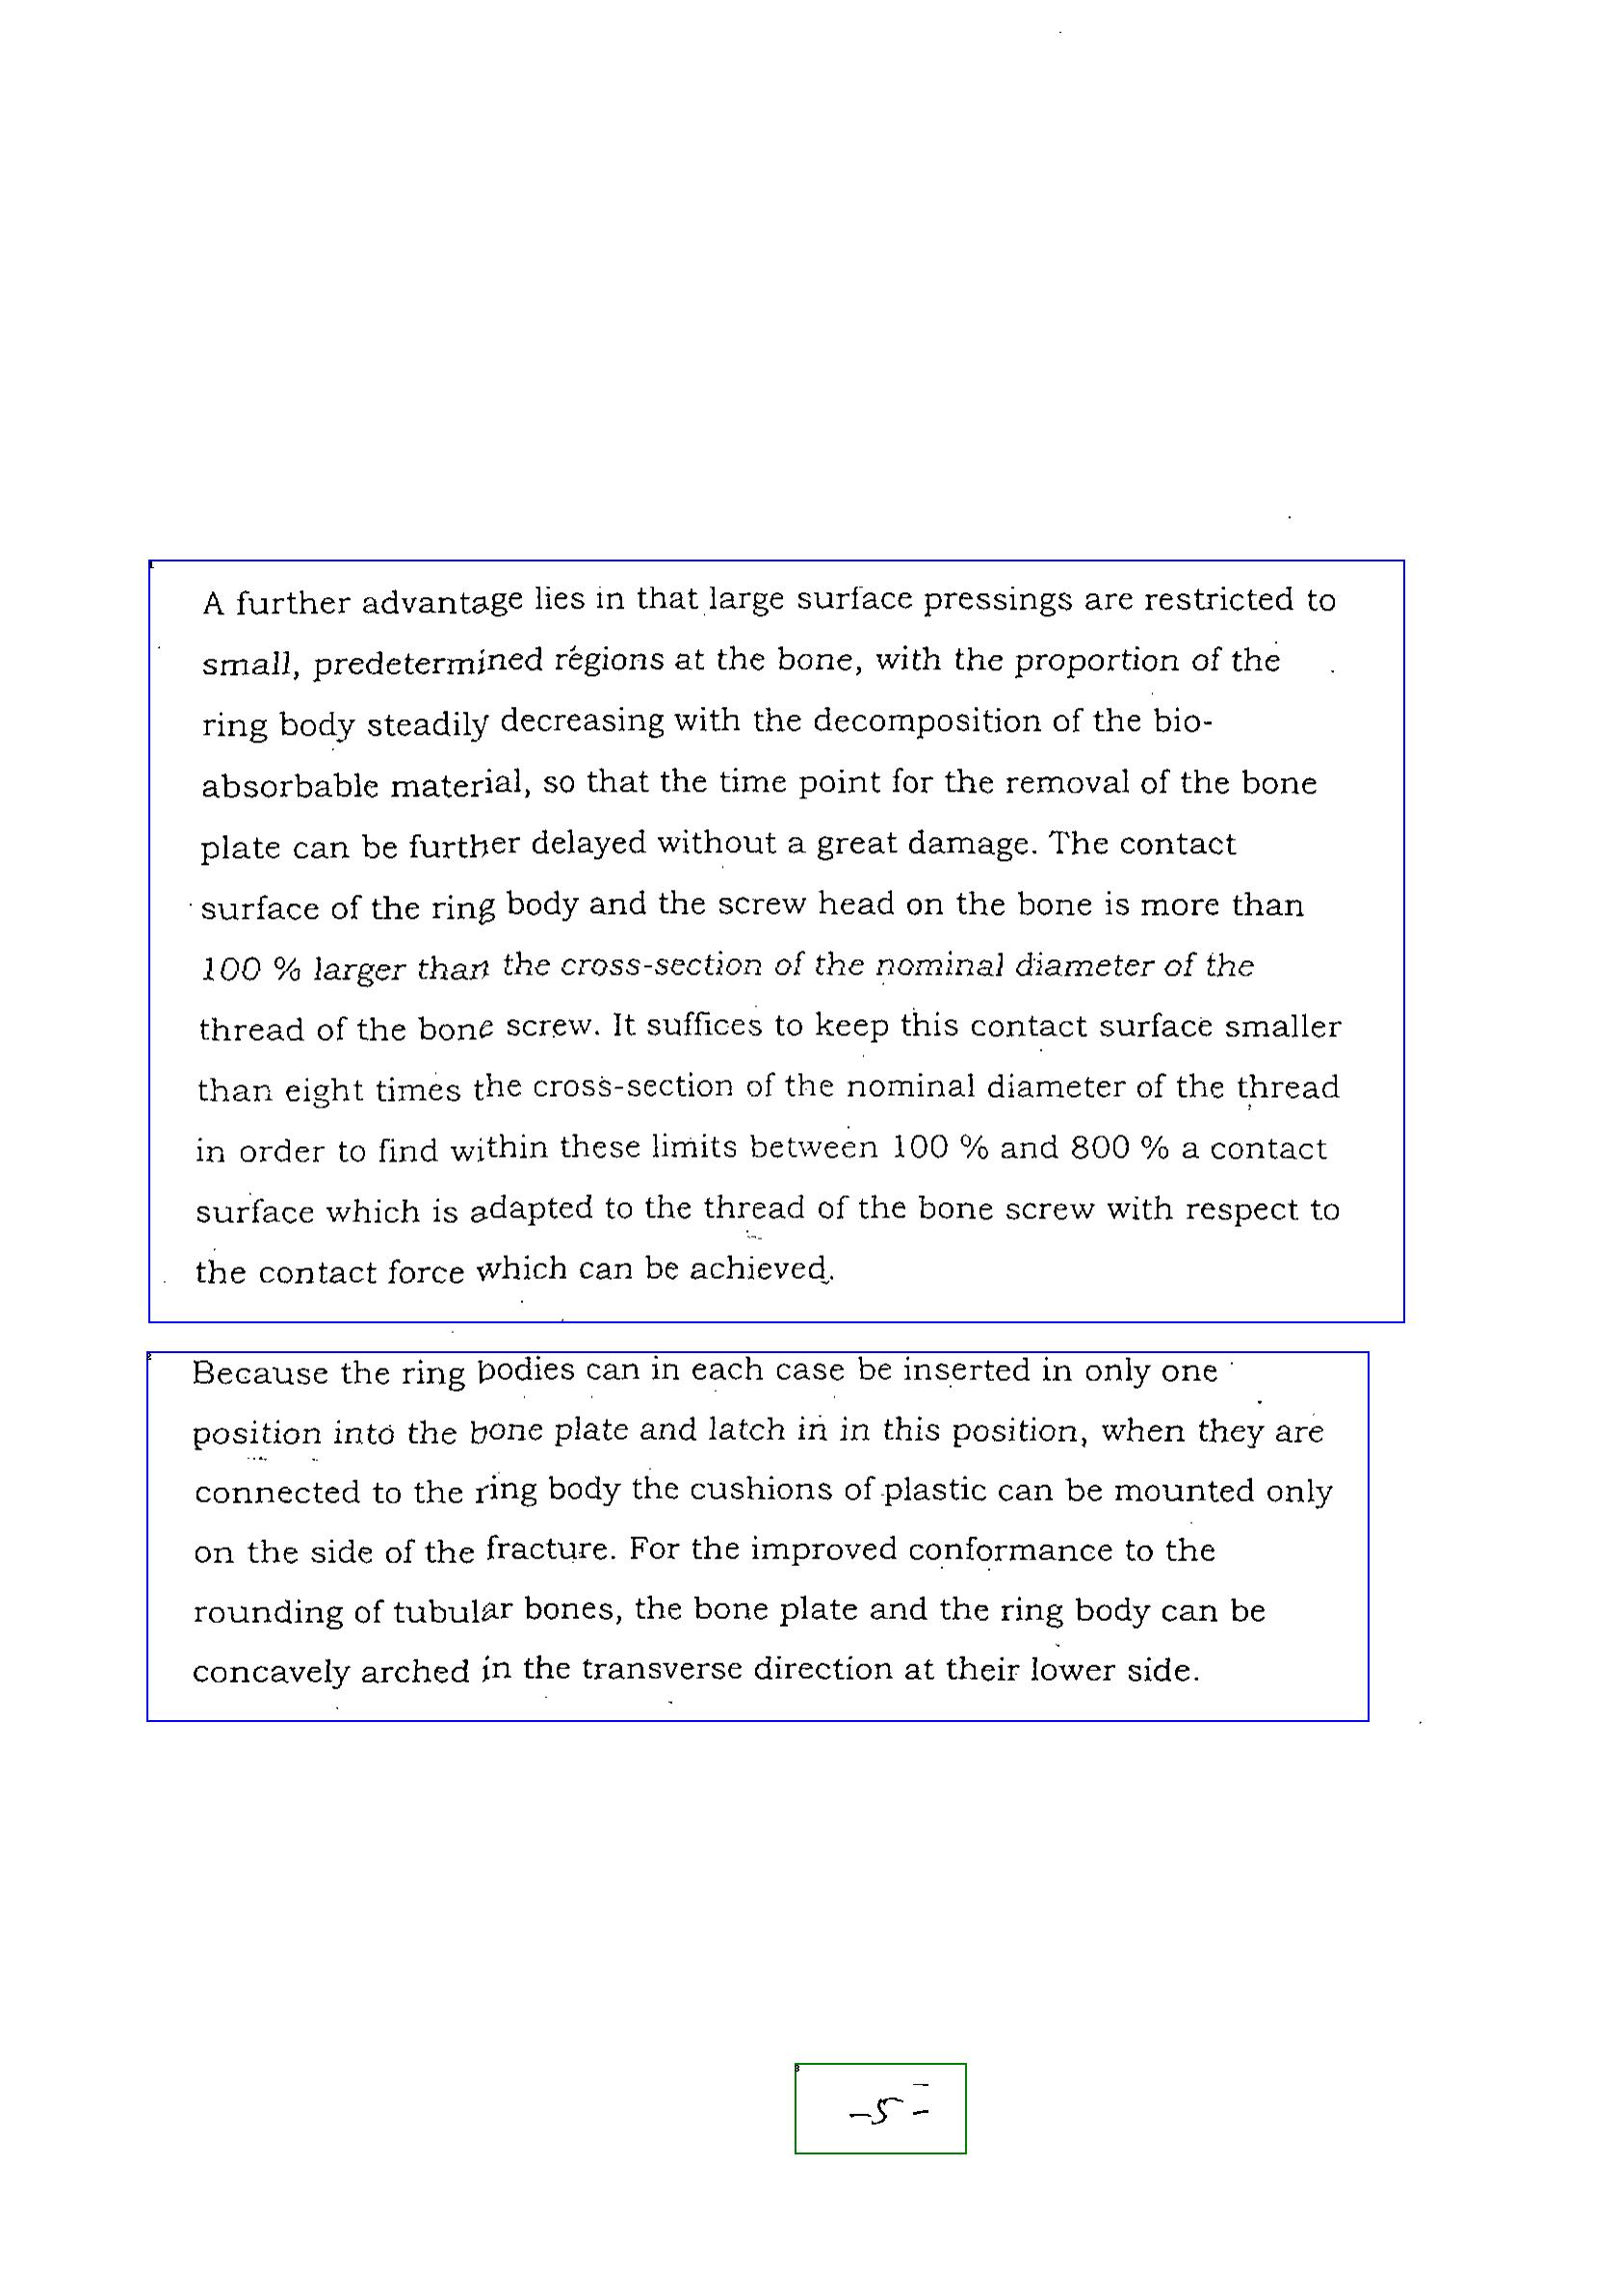 A further advantage lies in that large surface pressings are restricted to
small, predetermined regions at the bone, with the proportion of the
ring body steadily decreasing with the decomposition of the bio-
absorbable material, so that the time point for the removal of the bone
plate can be further delayed without a great damage. The contact
surface of the ring body and the screw head on the bone is more than
100 % larger than the cross-section of the nominal diameter of the
thread of the bone screw. It suffices to keep this contact surface smaller
than eight times the cross-section of the nominal diameter of the thread
in order to find within these limits between 100 % and 800 % a contact
surface which is adapted to the thread of the bone screw with respect to
the contact force which can be achieved.
Because the ring bodies can in each case be inserted in only one
position into the bone plate and latch in in this position, when they are
connected to the ring body the cushions of plastic can be mounted only
on the side of the fracture. For the improved conformance to the
rounding of tubular bones, the bone plate and the ring body can be
concavely arched in the transverse direction at their lower side.
-5-